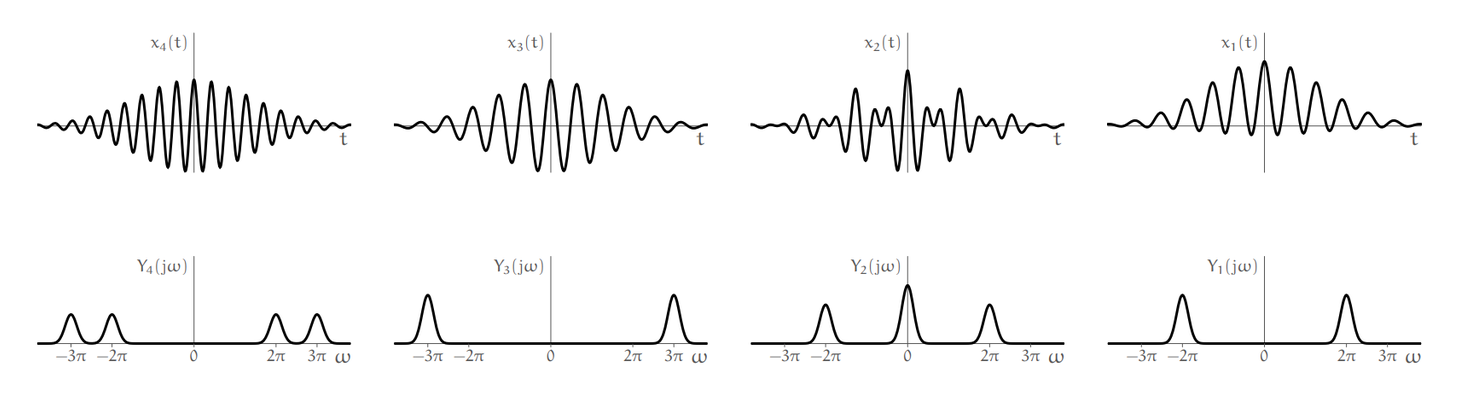 x₄(t) x₃(t) x₂(t) x₁(t)
t t t t
Y₄(jω) Y₃(jω) Y₂(jω) Y₁(jω)
−3π −2π 0 2π 3π ω −3π −2π 0 2π 3π ω −3π −2π 0 2π 3π ω −3π −2π 0 2π 3π ω